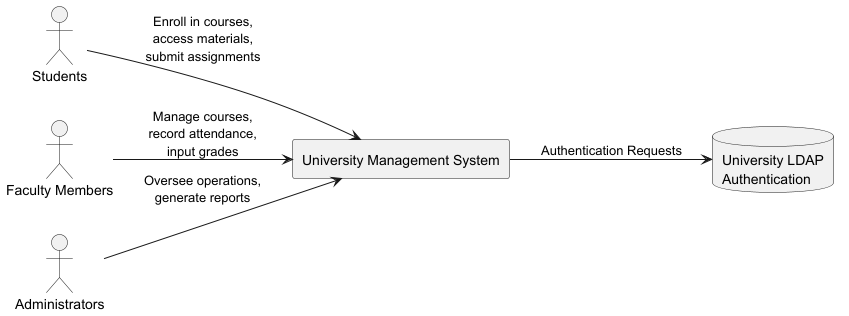 Enroll in courses,
access materials,
submit assignments
Students
Manage courses,
record attendance,
input grades
Faculty Members
Oversee operations,
generate reports
Administrators
University Management System
Authentication Requests
University LDAP
Authentication